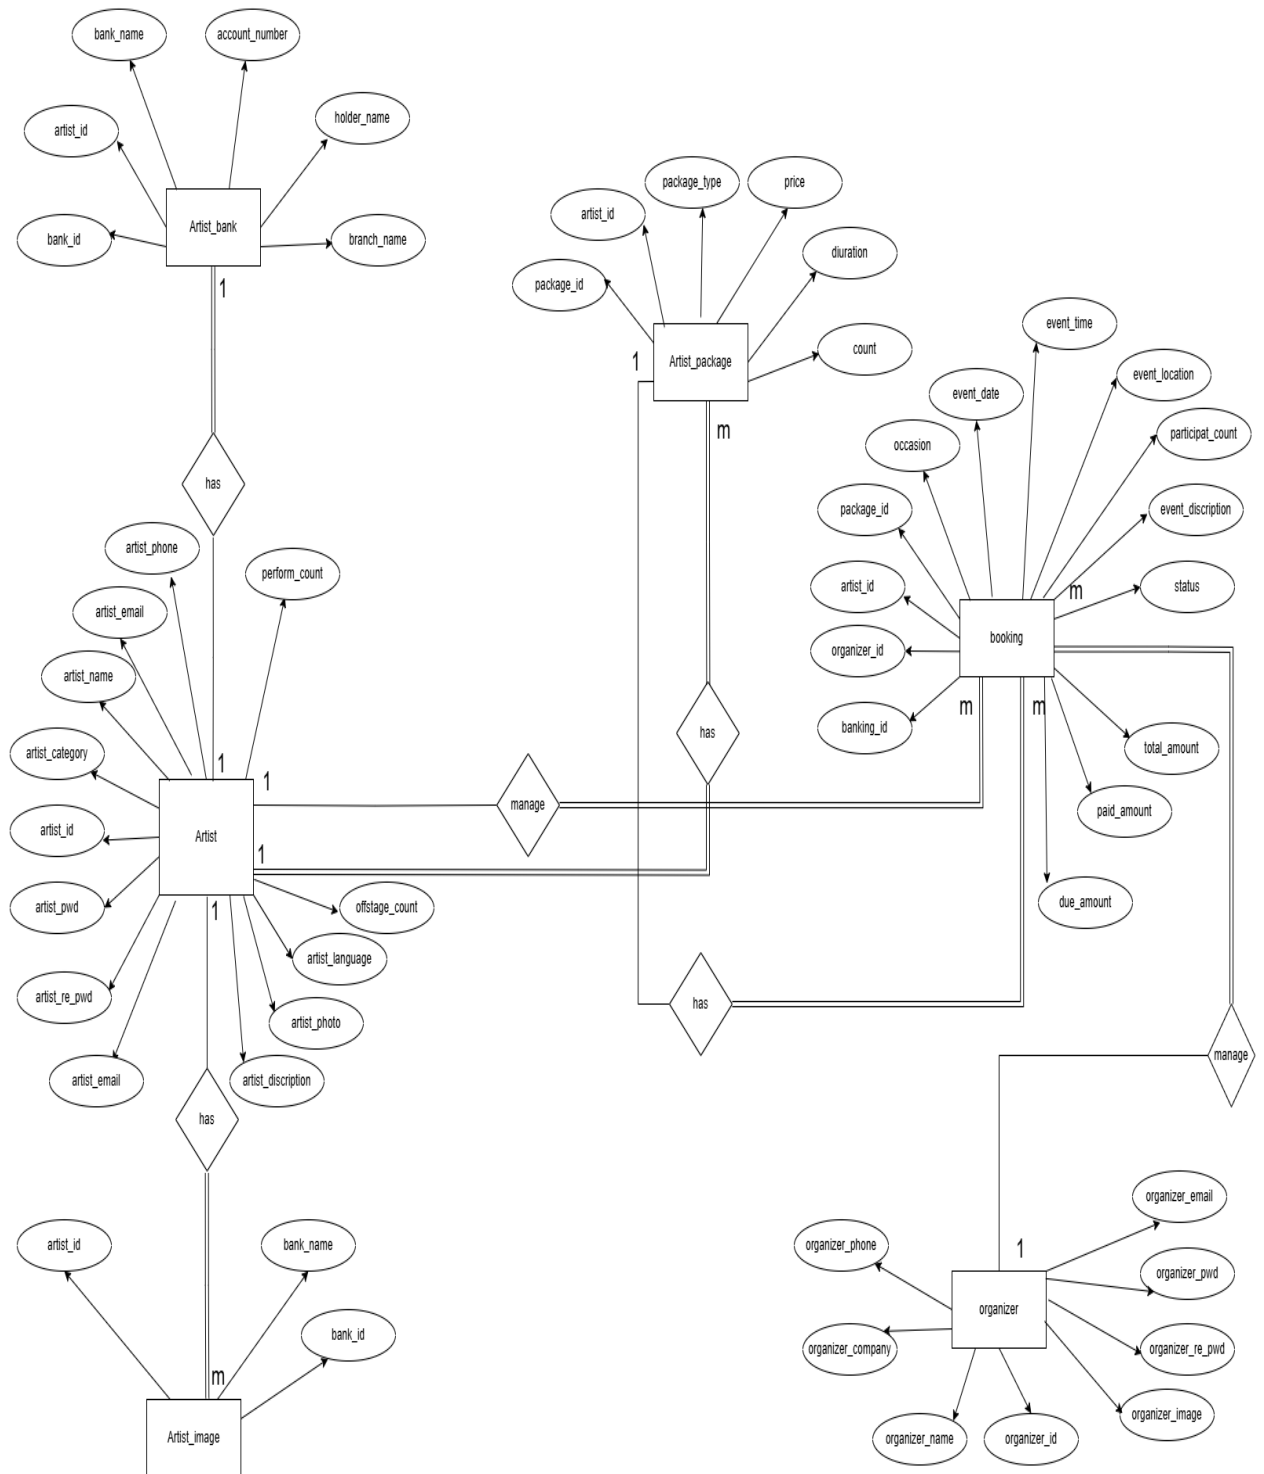 bank_name
account_number
artist_id
holder_name
Artist_bank
bank_id
branch_name
1
has
package_type
price
artist_id
diuration
package_id
Artist_package
count
1
m
event_time
event_location
event_date
participat_count
occasion
package_id
event_discription
artist_id
status
m
booking
organizer_id
banking_id
m
m
total_amount
paid_amount
due_amount
artist_phone
perform_count
artist_email
artist_name
artist_category
1
1
manage
has
artist_id
Artist
1
artist_pwd
1
offstage_count
artist_language
artist_re_pwd
artist_photo
artist_email
artist_discription
has
has
manage
artist_id
bank_name
bank_id
m
Artist_image
organizer_email
organizer_phone
1
organizer_pwd
organizer
organizer_company
organizer_re_pwd
organizer_image
organizer_name
organizer_id